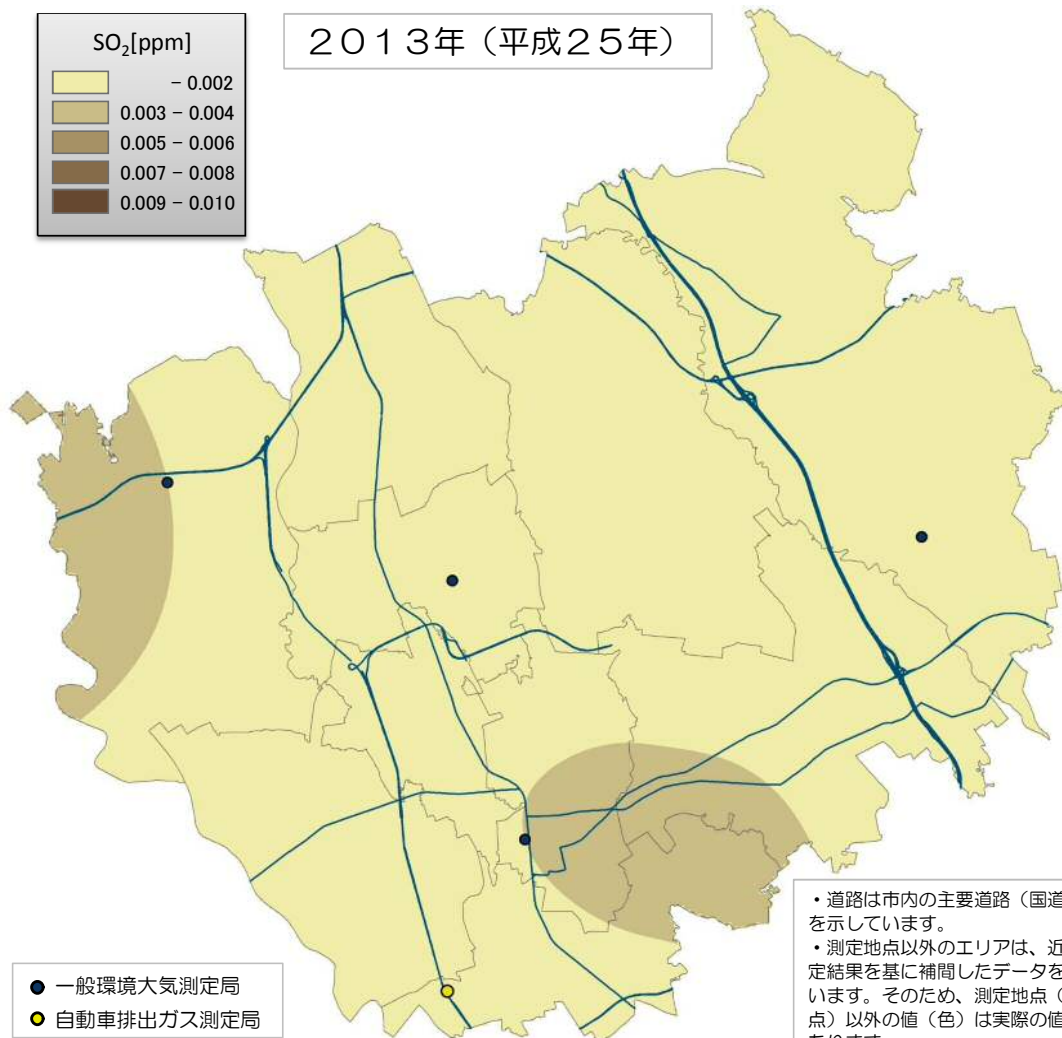 SO₂[ppm]
– 0.002
0.003 – 0.004
0.005 – 0.006
0.007 – 0.008
0.009 – 0.010
２０１３年（平成２５年）
一般環境大気測定局
自動車排出ガス測定局
・道路は市内の主要道路（国道
を示しています。
・測定地点以外のエリアは、近
定結果を基に補間したデータを
います。そのため、測定地点（
点）以外の値（色）は実際の値